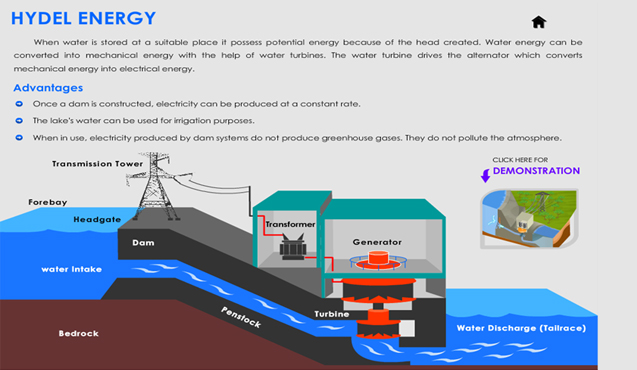 HYDEL ENERGY
When water is stored at a suitable place it possess potential energy because of the head created. Water energy can be
converted into mechanical energy with the help of water turbines. The water turbine drives the alternator which converts
mechanical energy into electrical energy.
Advantages
Once a dam is constructed, electricity can be produced at a constant rate.
The lake's water can be used for irrigation purposes.
When in use, electricity produced by dam systems do not produce greenhouse gases. They do not pollute the atmosphere.
CLICK HERE FOR
DEMONSTRATION
Transmission Tower
Forebay
Headgate
Transformer
Generator
Dam
water Intake
Penstock
Turbine
Water Discharge (Tailrace)
Bedrock